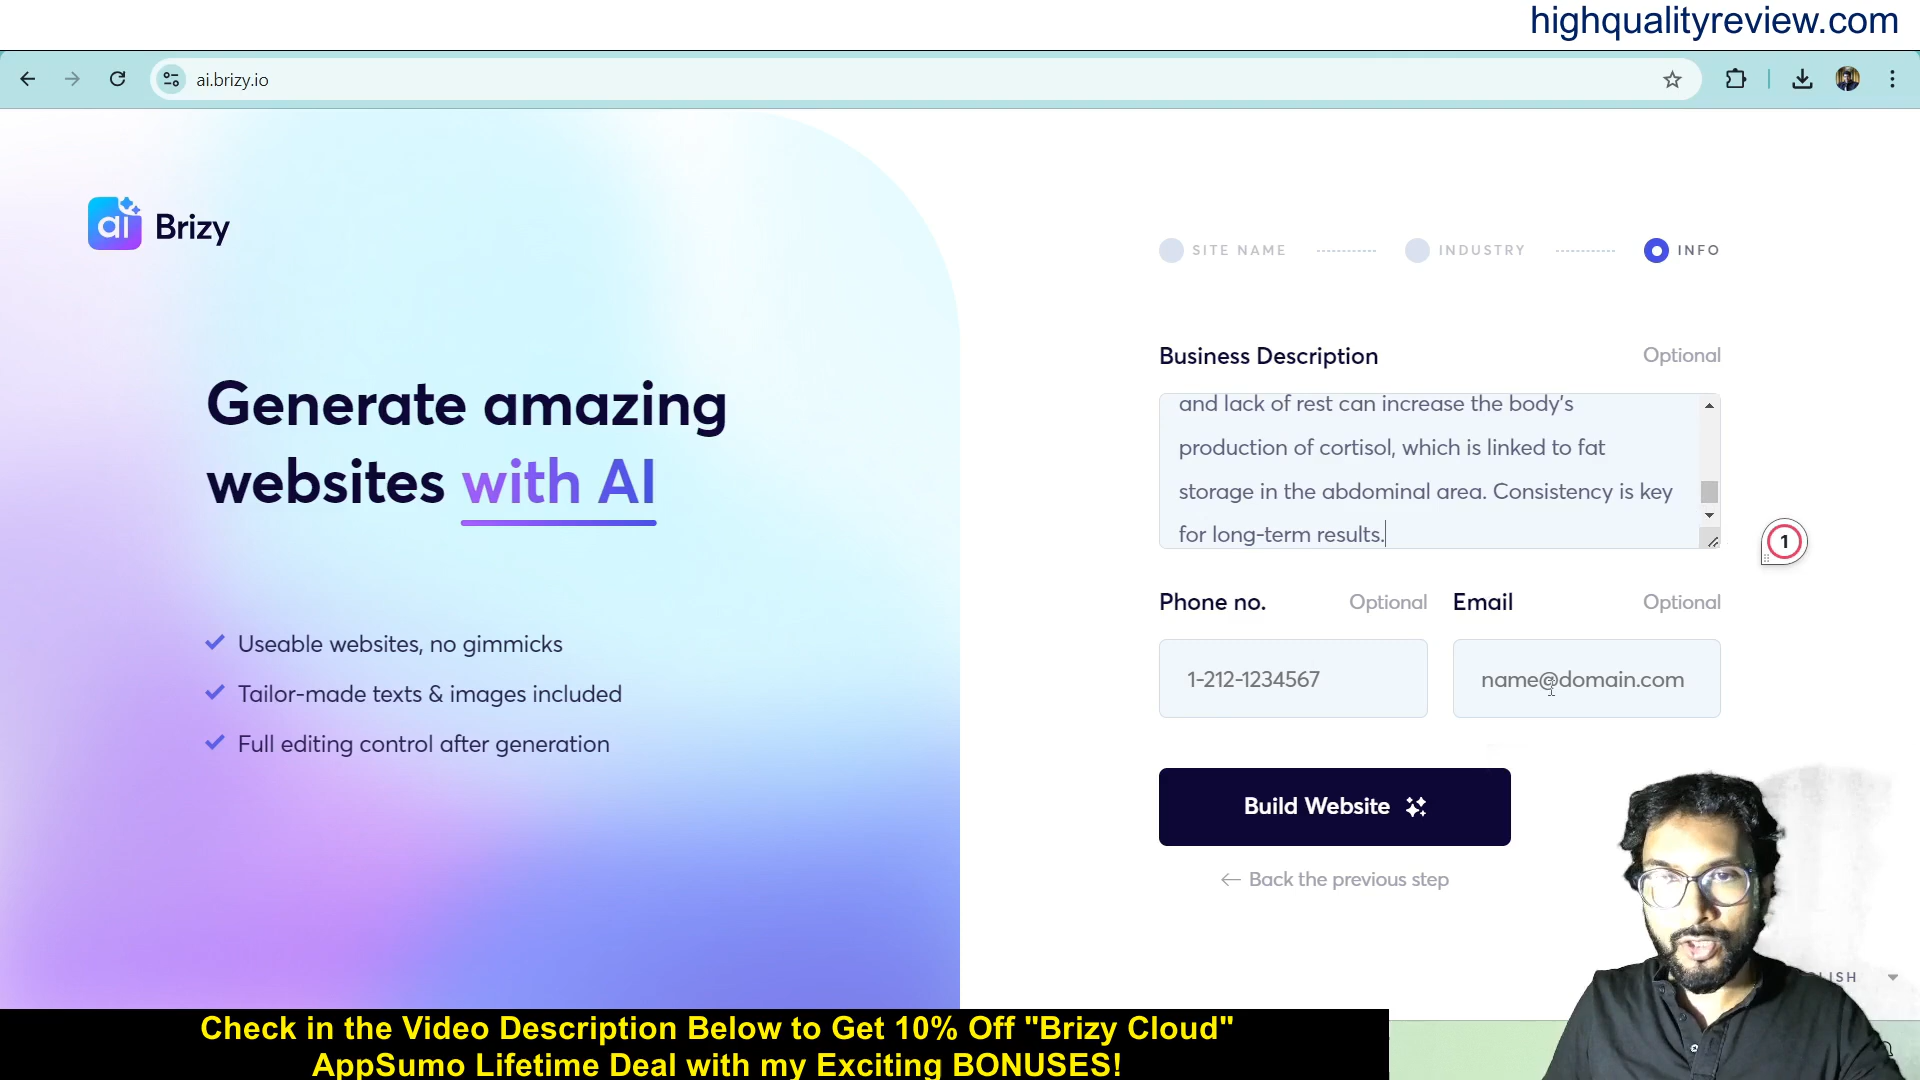 highqualityreview.com
ai.brizy.io
ai Brizy
SITE NAME
INDUSTRY
INFO
Generate amazing
websites with AI
Useable websites, no gimmicks
Tailor-made texts & images included
Full editing control after generation
Business Description
Optional
and lack of rest can increase the body's
production of cortisol, which is linked to fat
storage in the abdominal area. Consistency is key
for long-term results.
1
Phone no.
Optional
Email
Optional
1-212-1234567
name@domain.com
Build Website
← Back the previous step
Check in the Video Description Below to Get 10% Off "Brizy Cloud"
AppSumo Lifetime Deal with my Exciting BONUSES!